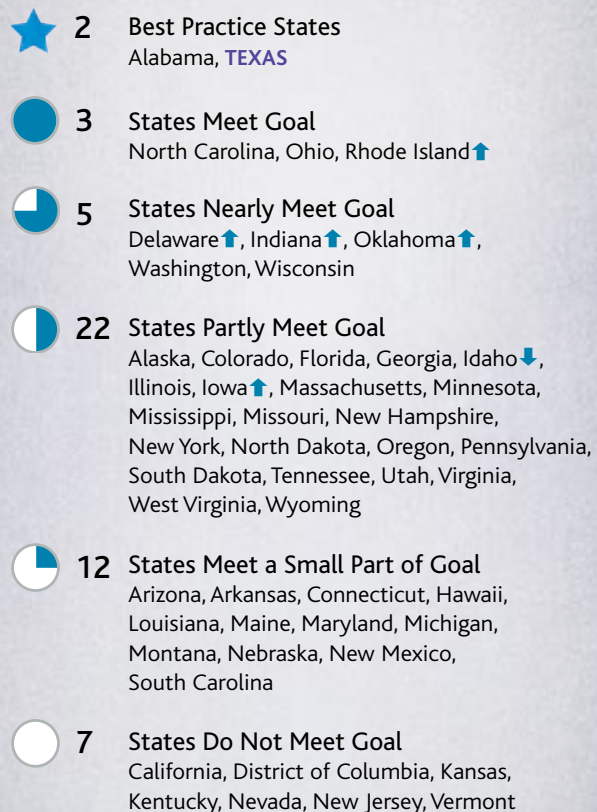 2 Best Practice States
Alabama, TEXAS
3 States Meet Goal
North Carolina, Ohio, Rhode Island⬆
5 States Nearly Meet Goal
Delaware⬆, Indiana⬆, Oklahoma⬆,
Washington, Wisconsin
22 States Partly Meet Goal
Alaska, Colorado, Florida, Georgia, Idaho⬇,
Illinois, Iowa⬆, Massachusetts, Minnesota,
Mississippi, Missouri, New Hampshire,
New York, North Dakota, Oregon, Pennsylvania,
South Dakota, Tennessee, Utah, Virginia,
West Virginia, Wyoming
12 States Meet a Small Part of Goal
Arizona, Arkansas, Connecticut, Hawaii,
Louisiana, Maine, Maryland, Michigan,
Montana, Nebraska, New Mexico,
South Carolina
7 States Do Not Meet Goal
California, District of Columbia, Kansas,
Kentucky, Nevada, New Jersey, Vermont